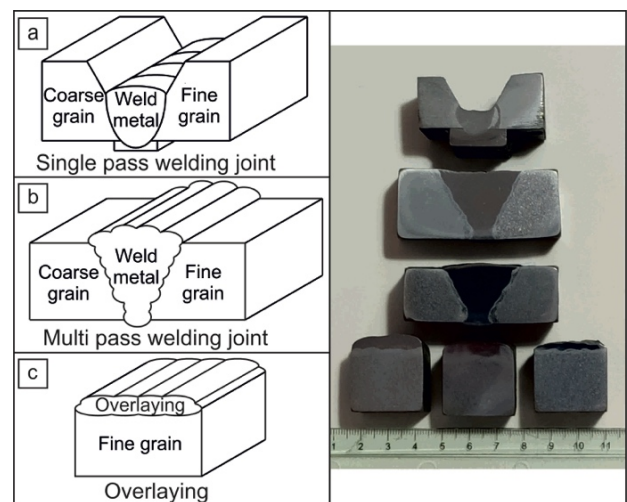 a
Coarse grain
Weld metal
Fine grain
Single pass welding joint
b
Coarse grain
Weld metal
Fine grain
Multi pass welding joint
c
Overlaying
Fine grain
Overlaying
1 2 3 4 5 6 7 8 9 10 11